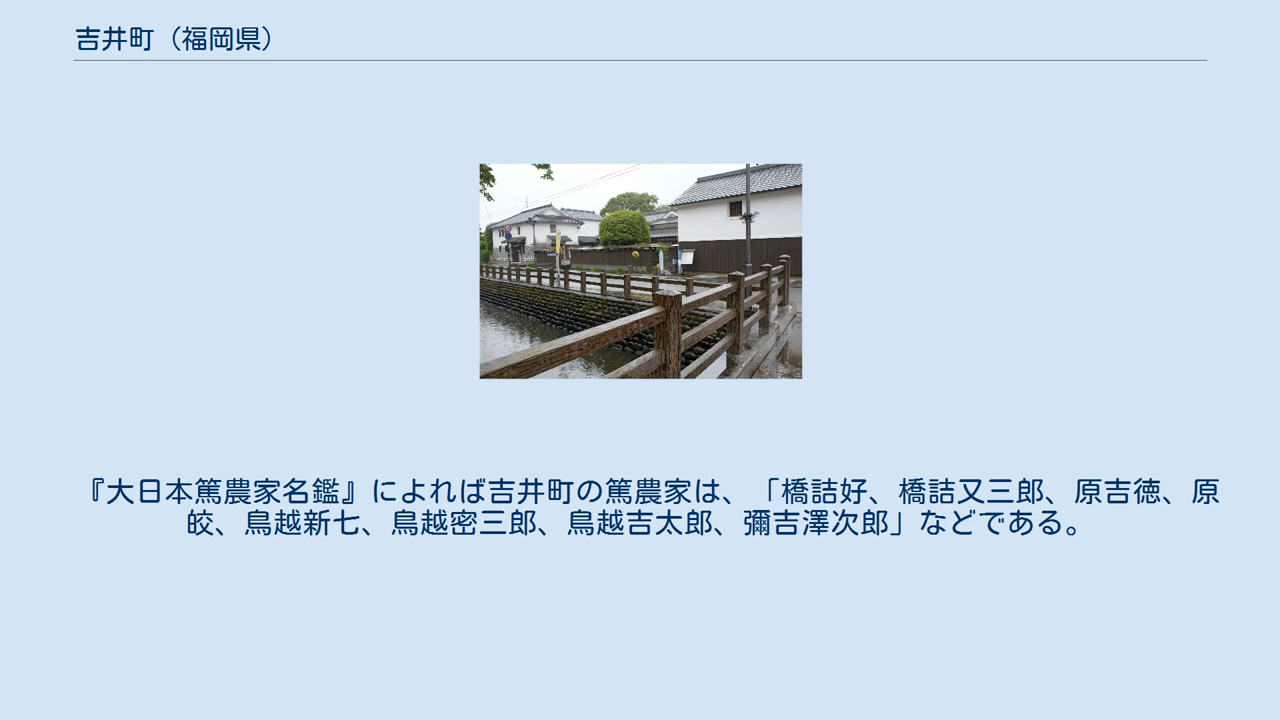 吉井町（福岡県）
『大日本篤農家名鑑』によれば吉井町の篤農家は、「橋詰好、橋詰又三郎、原吉徳、原
皎、鳥越新七、鳥越密三郎、鳥越吉太郎、彌吉澤次郎」などである。